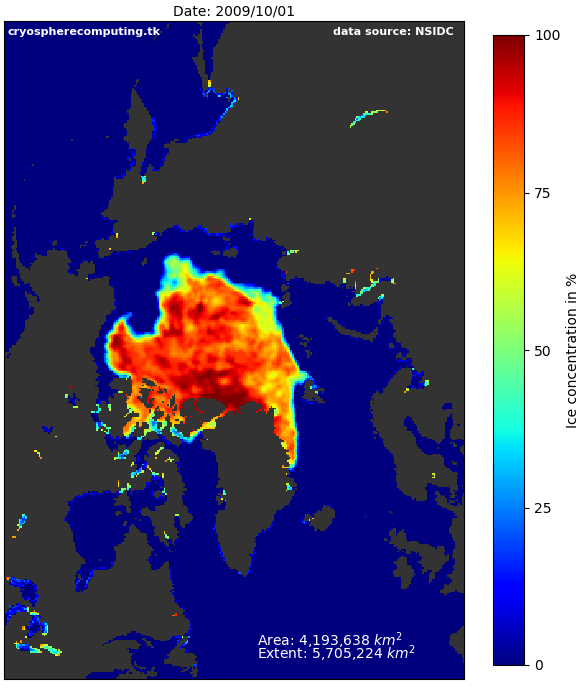 Date: 2009/10/01
cryospherecomputing.tk data source: NSIDC
100
75
50
25
0
Ice concentration in %
Area: 4,193,638 km²
Extent: 5,705,224 km²